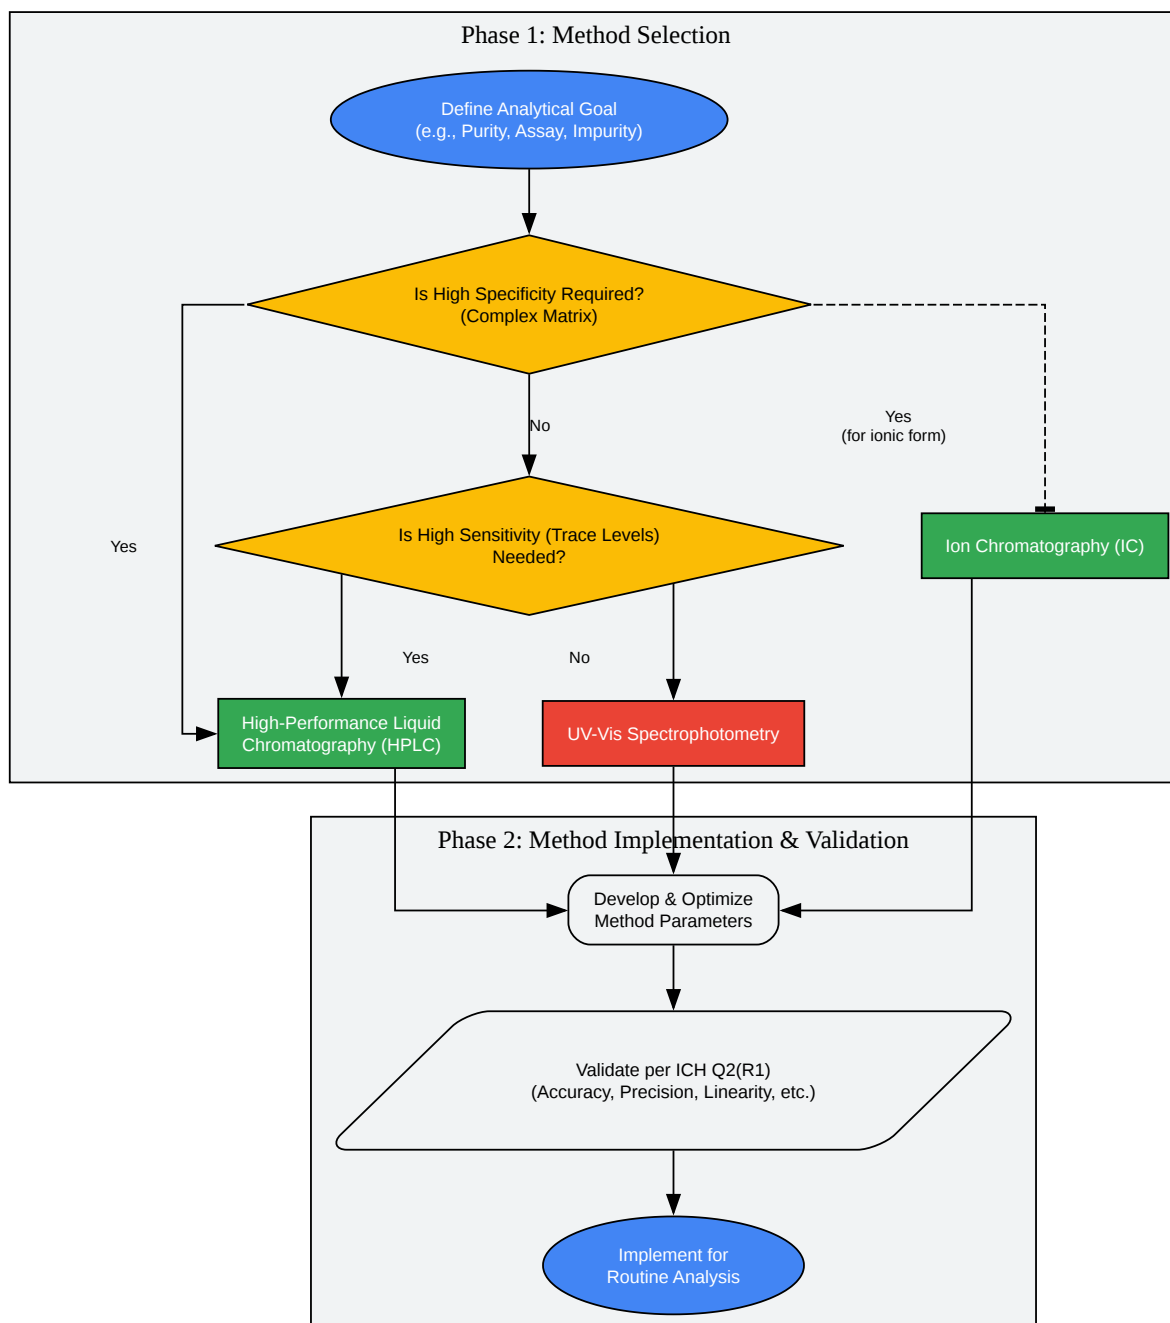 Phase 1: Method Selection
Define Analytical Goal
(e.g., Purity, Assay, Impurity)
Is High Specificity Required?
(Complex Matrix)
No
Yes
(for ionic form)
Yes
Is High Sensitivity (Trace Levels)
Needed?
Ion Chromatography (IC)
Yes
No
High-Performance Liquid
Chromatography (HPLC)
UV-Vis Spectrophotometry
Phase 2: Method Implementation & Validation
Develop & Optimize
Method Parameters
Validate per ICH Q2(R1)
(Accuracy, Precision, Linearity, etc.)
Implement for
Routine Analysis